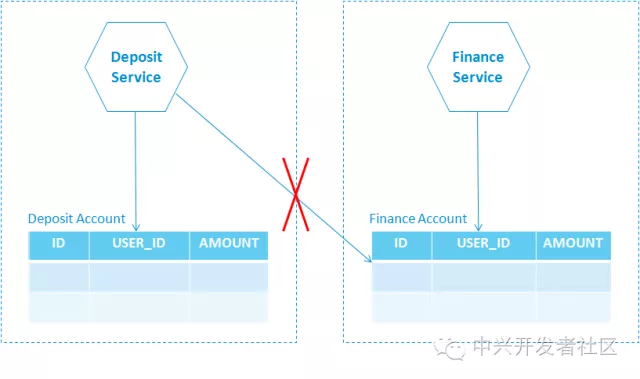 Deposit
Service
Finance
Service
Deposit Account
ID USER_ID AMOUNT
Finance Account
ID USER_ID AMOUNT
中兴开发者社区